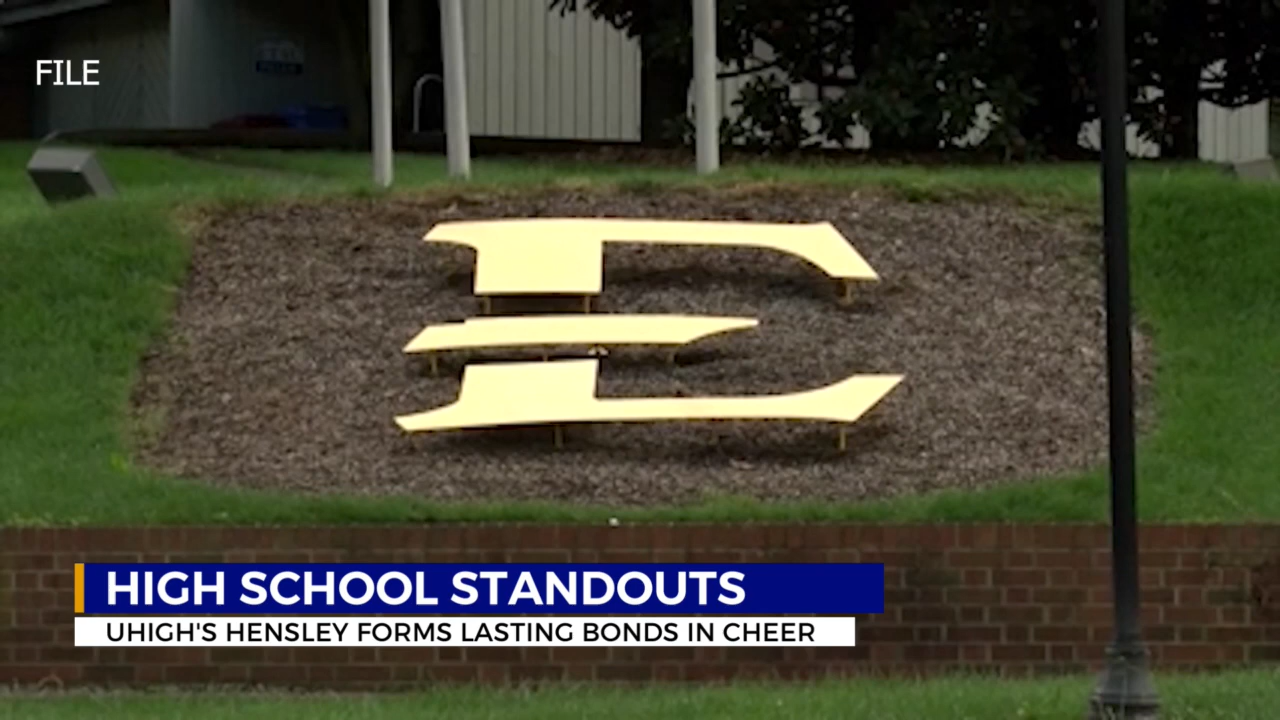 FILE
E
HIGH SCHOOL STANDOUTS
UHIGH'S HENSLEY FORMS LASTING BONDS IN CHEER